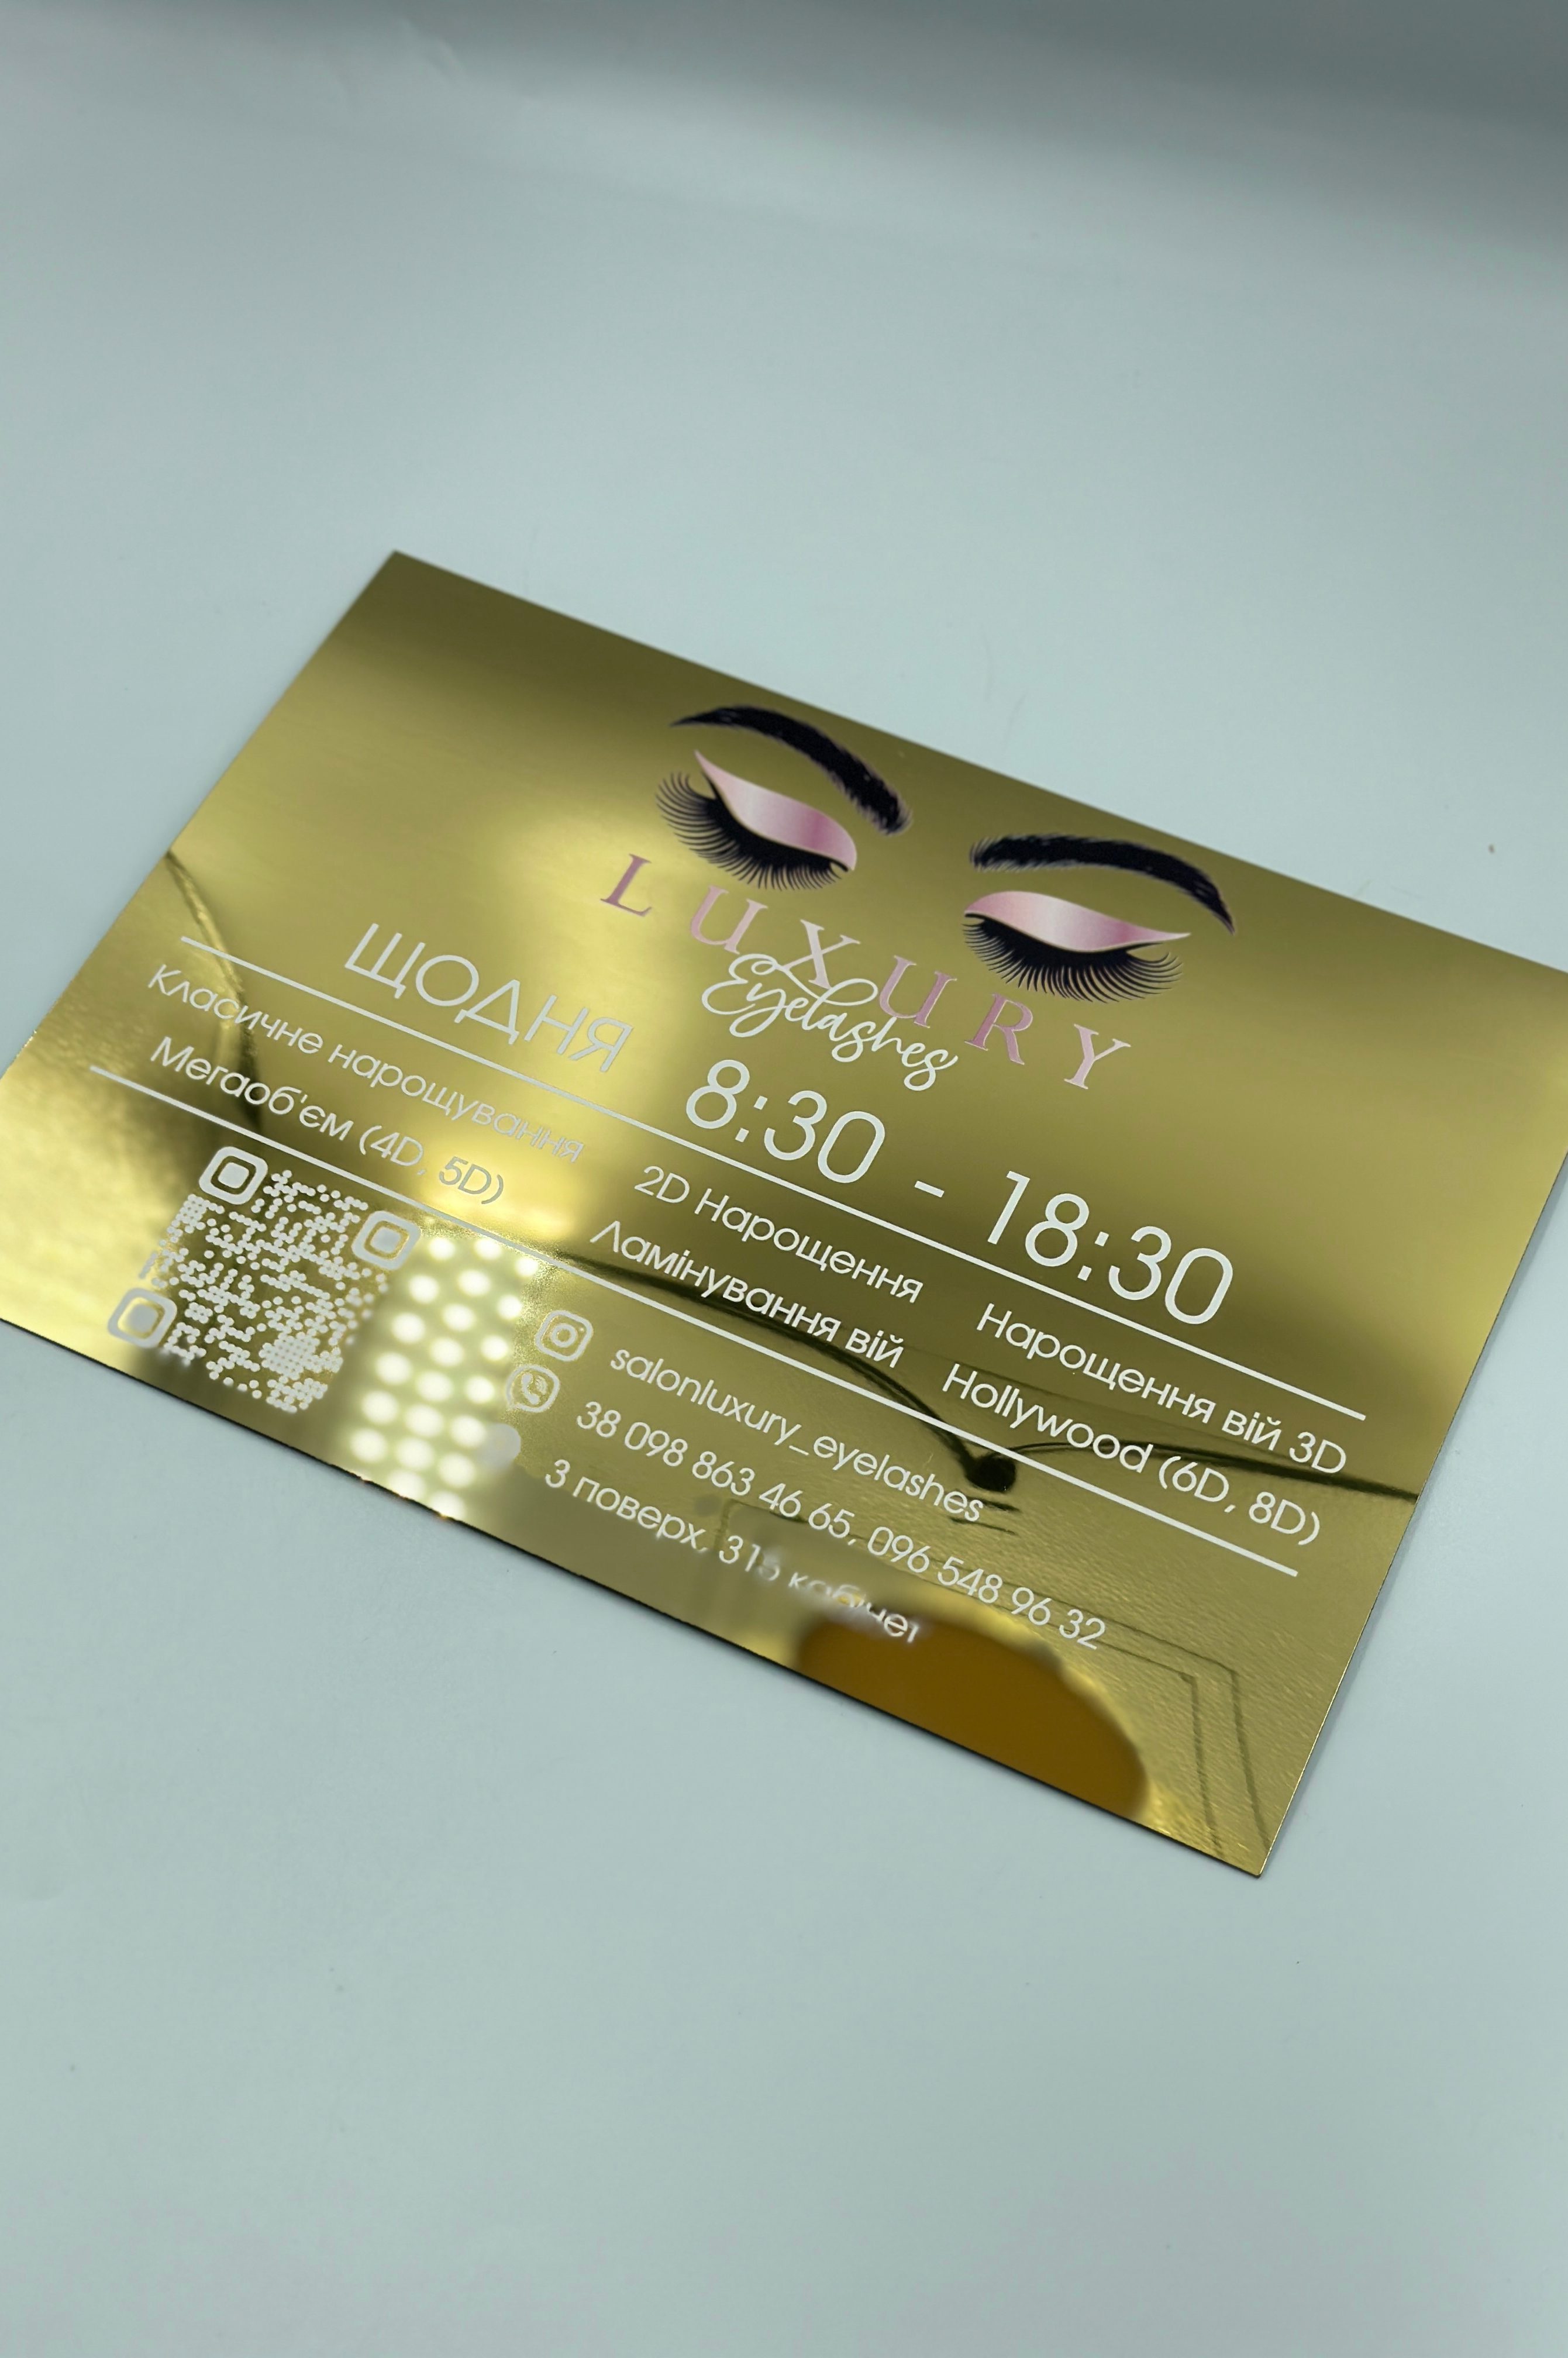 LUXURY
Eyelashes
ЩОДНЯ 8:30 - 18:30
Класичне нарощування 2D Нарощення Нарощення вій 3D
Мегаоб'єм (4D, 5D) Ламінування вій Hollywood (6D, 8D)
salonluxury_eyelashes
38 098 863 46 65, 096 548 96 32
3 поверх, 315 кабінет